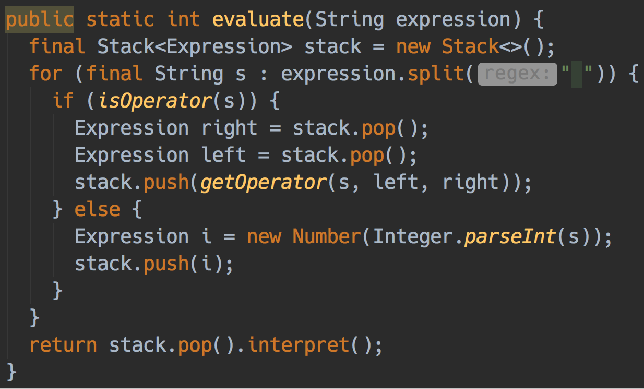 public static int evaluate(String expression) {
  final Stack<Expression> stack = new Stack<>();
  for (final String s : expression.split( regex: " ")) {
    if (isOperator(s)) {
      Expression right = stack.pop();
      Expression left = stack.pop();
      stack.push(getOperator(s, left, right));
    } else {
      Expression i = new Number(Integer.parseInt(s));
      stack.push(i);
    }
  }
  return stack.pop().interpret();
}